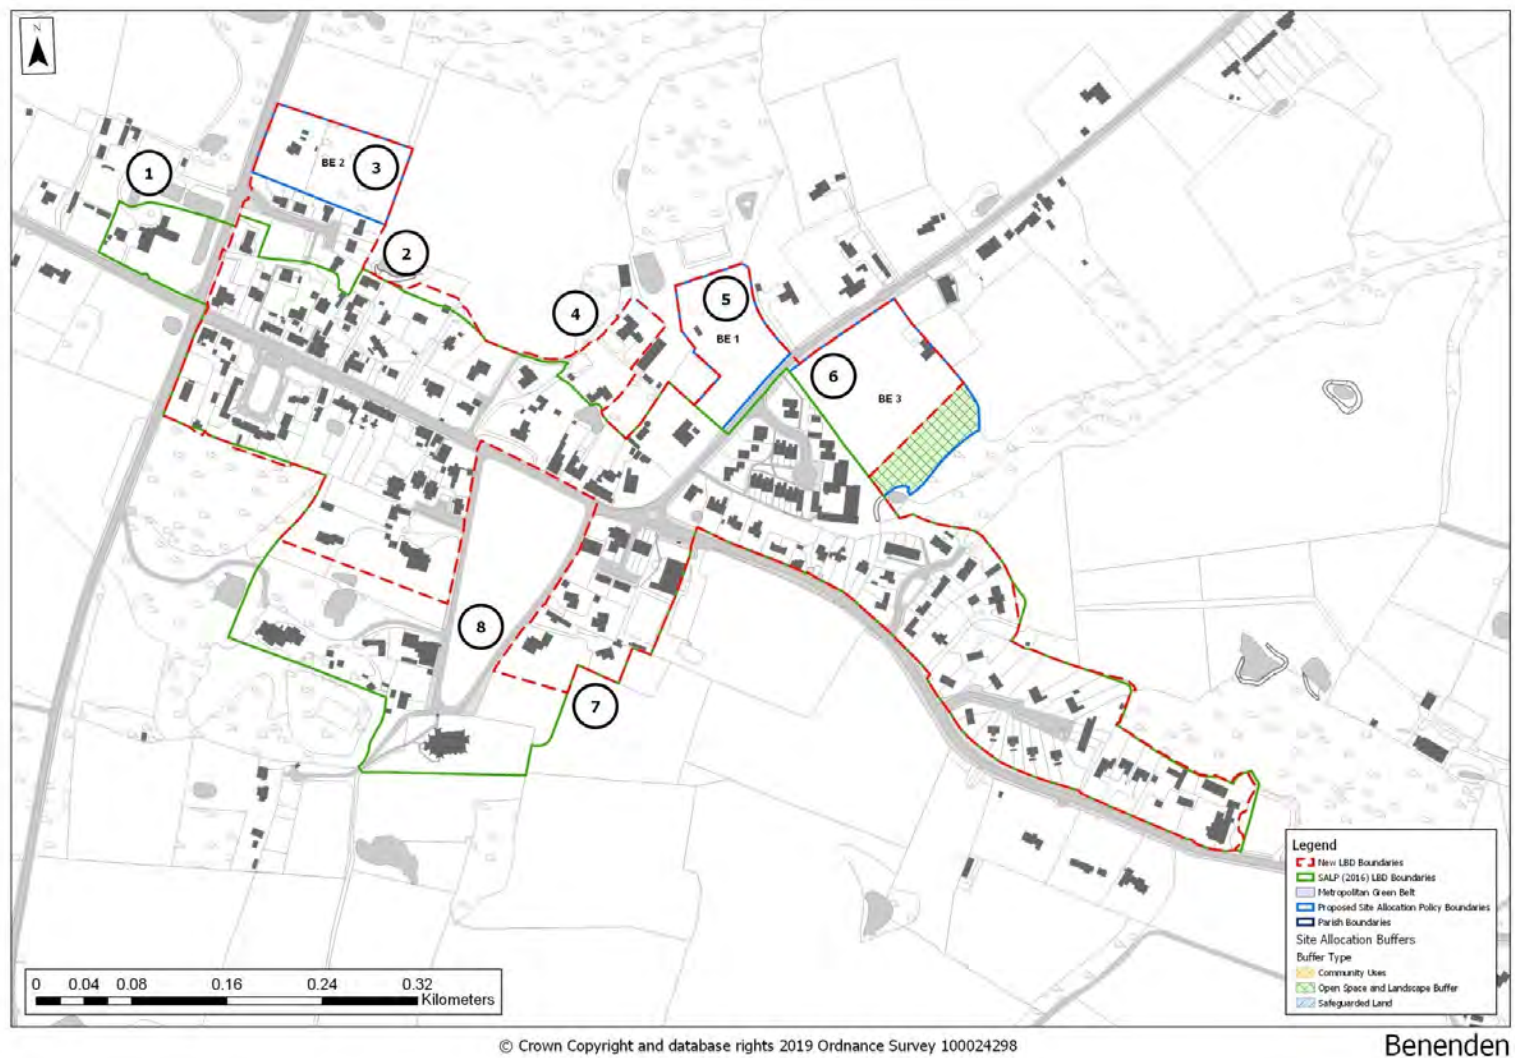 N
1
BE 2
3
2
4
5
BE 1
6
BE 3
8
7
Legend
New LBD Boundaries
SALP (2016) LBD Boundaries
Metropolitan Green Belt
Proposed Site Allocation Policy Boundaries
Parish Boundaries
Site Allocation Buffers
Buffer Type
Community Uses
Open Space and Landscape Buffer
Safeguarded Land
0 0.04 0.08 0.16 0.24 0.32
Kilometers
© Crown Copyright and database rights 2019 Ordnance Survey 100024298
Benenden